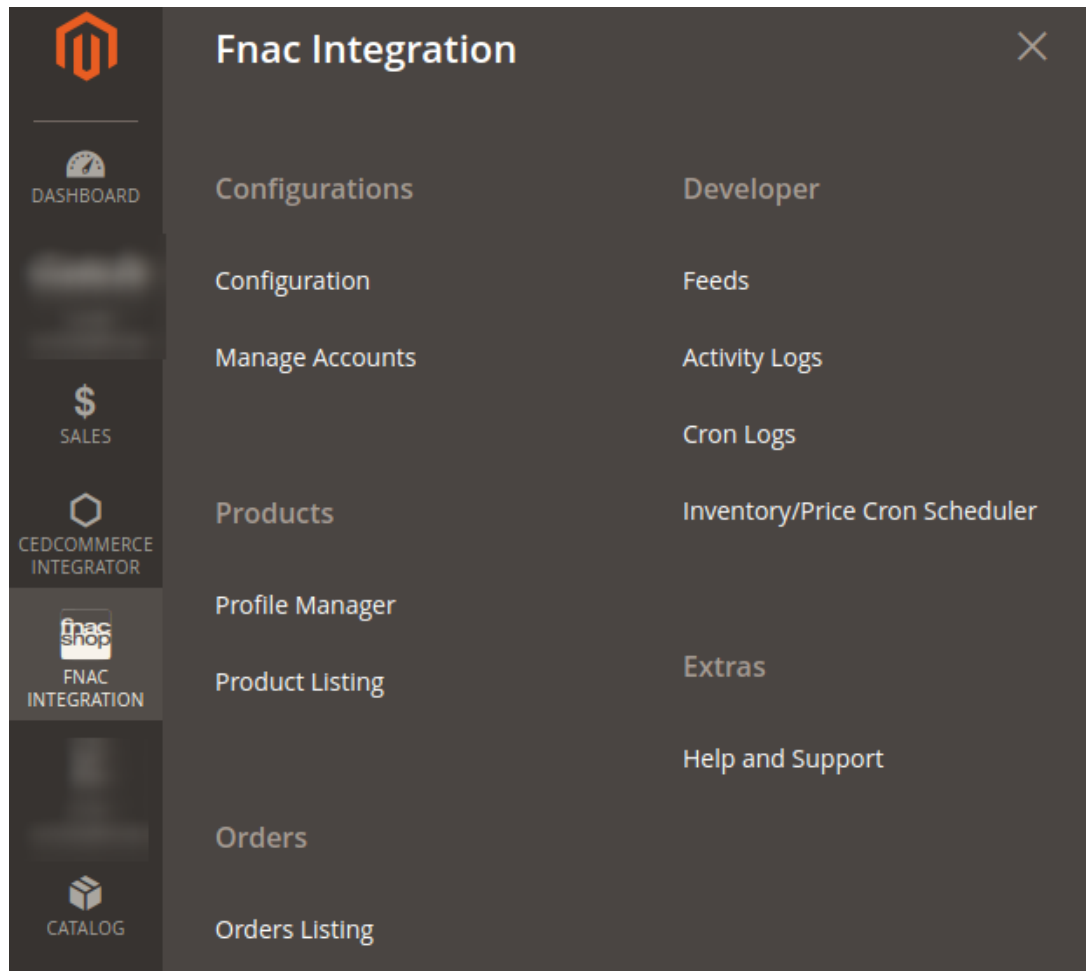 Fnac Integration
DASHBOARD
SALES
CEDCOMMERCE
INTEGRATOR
fnac
shop
FNAC
INTEGRATION
CATALOG
Configurations
Configuration
Manage Accounts
Products
Profile Manager
Product Listing
Orders
Orders Listing
Developer
Feeds
Activity Logs
Cron Logs
Inventory/Price Cron Scheduler
Extras
Help and Support